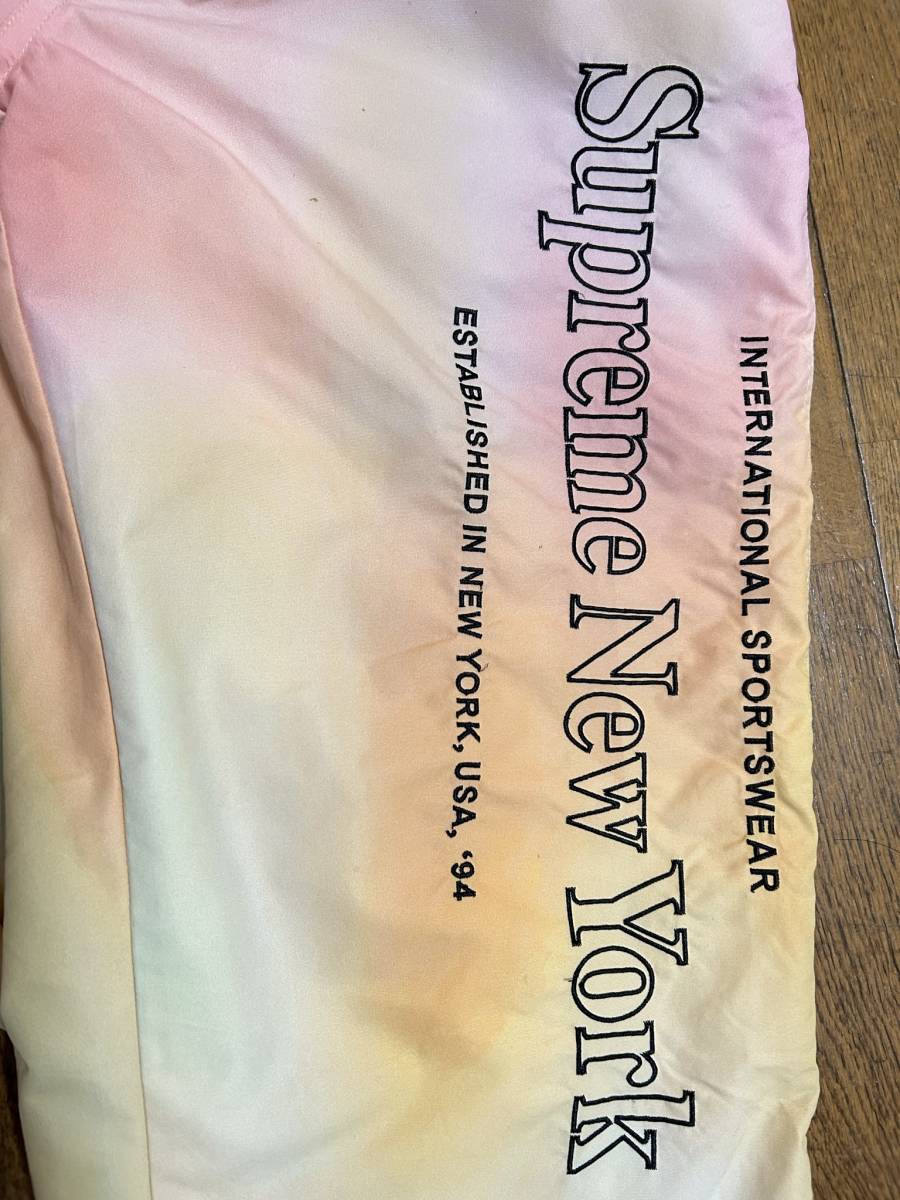 INTERNATIONAL SPORTSWEAR
Supreme New York
ESTABLISHED IN NEW YORK, USA, ‘94